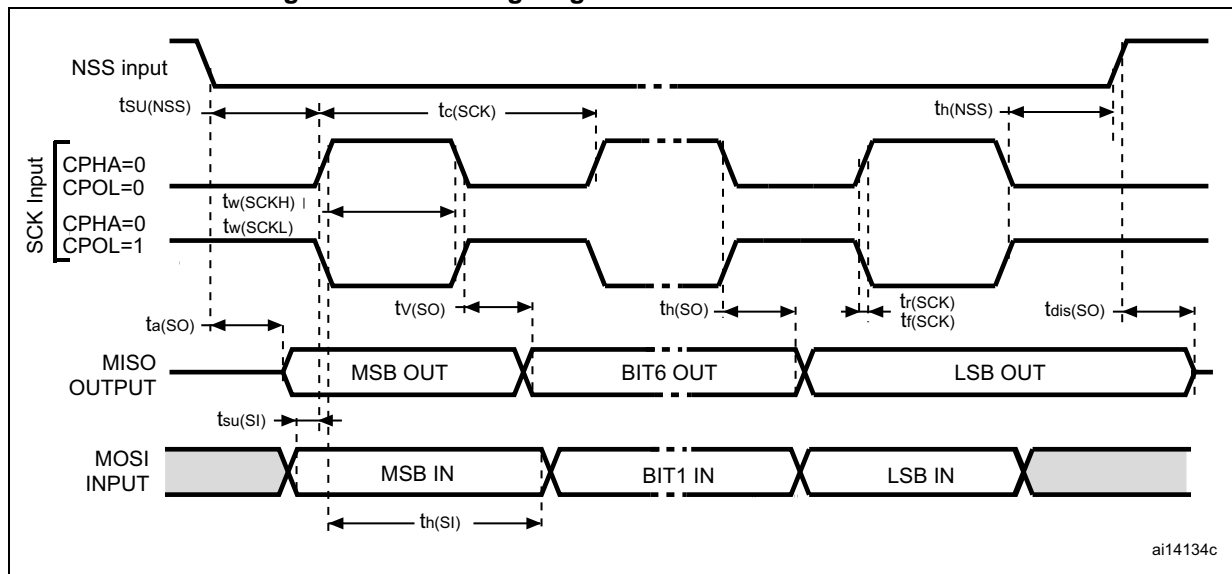 NSS input
tSU(NSS)
tc(SCK)
th(NSS)
SCK Input
CPHA=0
CPOL=0
tw(SCKH)
CPHA=0
tw(SCKL)
CPOL=1
tV(SO)
th(SO)
tr(SCK)
tf(SCK)
tdis(SO)
ta(SO)
MISO
OUTPUT
MSB OUT
BIT6 OUT
LSB OUT
tsu(SI)
MOSI
INPUT
MSB IN
BIT1 IN
LSB IN
th(SI)
ai14134c